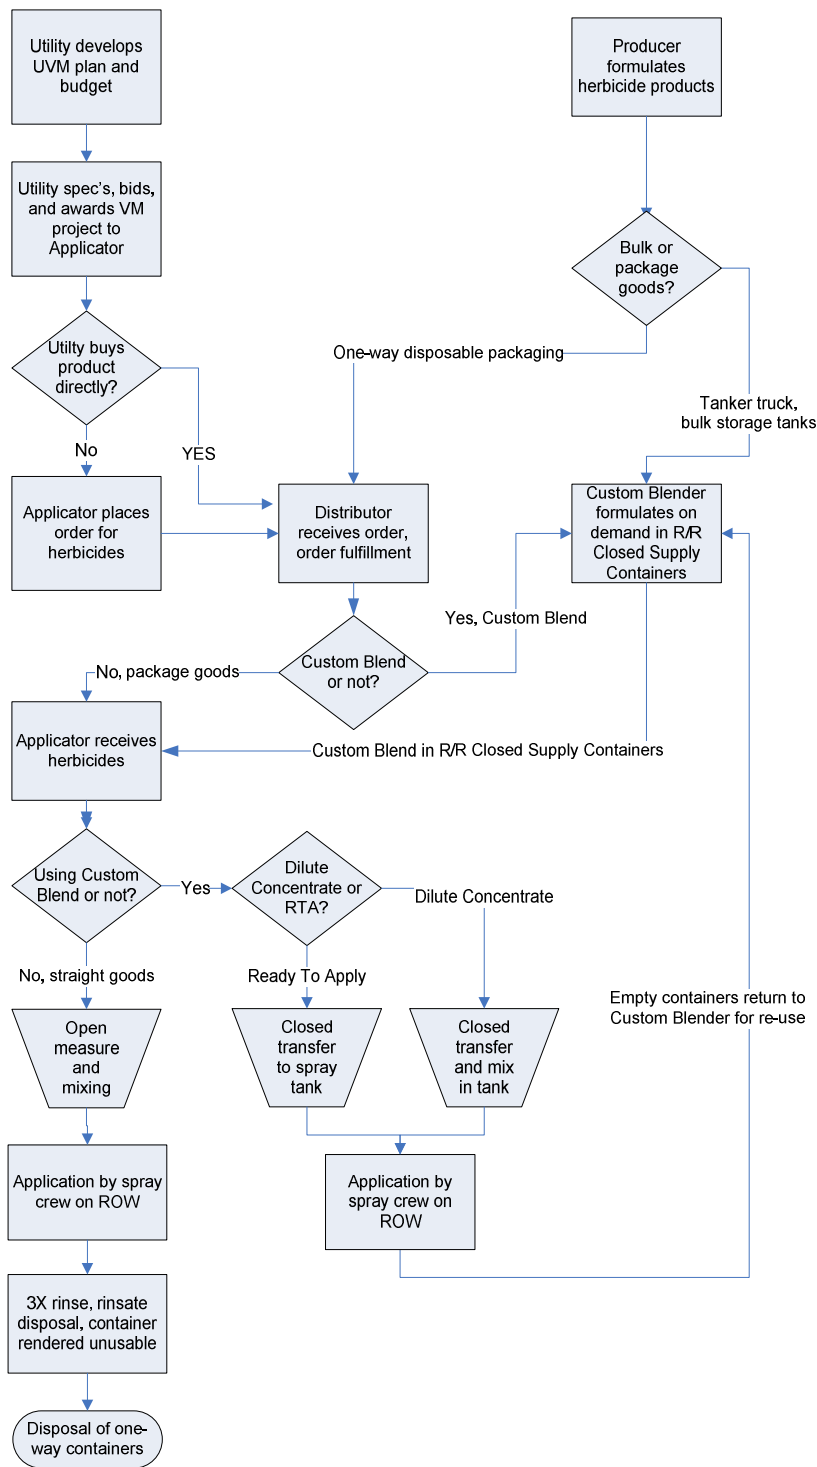 Utility develops
UVM plan and
budget
Producer
formulates
herbicide products
Utility spec's, bids,
and awards VM
project to
Applicator
Bulk or
package
goods?
Utilty buys
product
directly?
One-way disposable packaging
Tanker truck,
bulk storage tanks
No
YES
Applicator places
order for
herbicides
Distributor
receives order,
order fulfillment
Custom Blender
formulates on
demand in R/R
Closed Supply
Containers
Yes, Custom Blend
Custom Blend
or not?
No, package goods
Applicator receives
herbicides
Custom Blend in R/R Closed Supply Containers
Using Custom
Blend or not?
Yes
Dilute
Concentrate or
RTA?
Dilute Concentrate
No, straight goods
Ready To Apply
Empty containers return to
Custom Blender for re-use
Open
measure
and
mixing
Closed
transfer
to spray
tank
Closed
transfer
and mix
in tank
Application by spray
crew on ROW
Application by
spray crew on
ROW
3X rinse, rinsate
disposal, container
rendered unusable
Disposal of one-
way containers